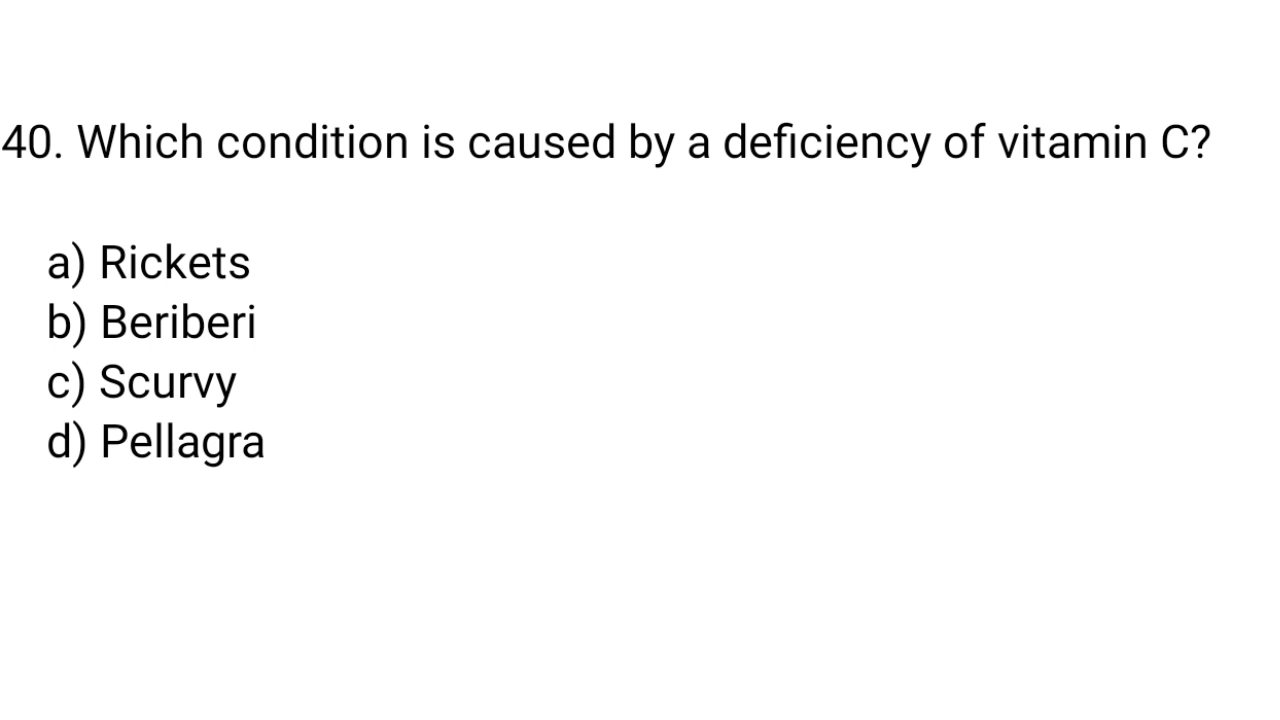 40. Which condition is caused by a deficiency of vitamin C?
a) Rickets
b) Beriberi
c) Scurvy
d) Pellagra